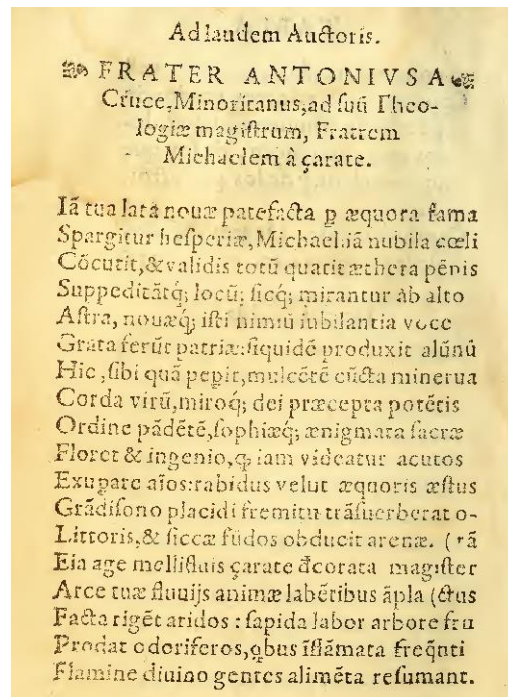 Ad laudem Auctoris.
FRATER ANTONIVS A
Cruce, Minoritanus, ad suũ Theo-
logiæ magistrum, Fratrem
Michaelem à çarate.
Iã tua latã nouæ patefacta p æquora fama
Spargitur hesperiæ, Michael: iã nubila cœli
Cõcutit, & validis totũ quatit æthera pẽnis
Suppeditãtq́; locũ; sicq́; mirantur ab alto
Astra, nouæq́; isti nimiũ iubilantia voce
Grata ferũt patriæ: siquidẽ produxit alũnũ
Hic, sibi quã pepit, mulcẽtẽ cũcta minerua
Corda virũ, miroq́; dei præcepta potẽtis
Ordine pãdẽtẽ, sophiæq́; ænigmata sacræ
Floret & ingenio, q̃ iam videatur acutos
Exupare aĩos: rabidus velut æquoris æstus
Grãdisono placidi fremitu trãsuerberat o-
Littoris, & siccæ fũdos obducit arenæ. (rã
Eia age mellifluis çarate đcorata magister
Arce tuæ fluuijs animæ labẽtibus ãpla (ctus
Facta rigẽt aridos: sapida labor arbore fru
Prodat odoriferos, q̃bus ĩflãmata freq̃nti
Flamine diuino gentes alimẽta resumant.